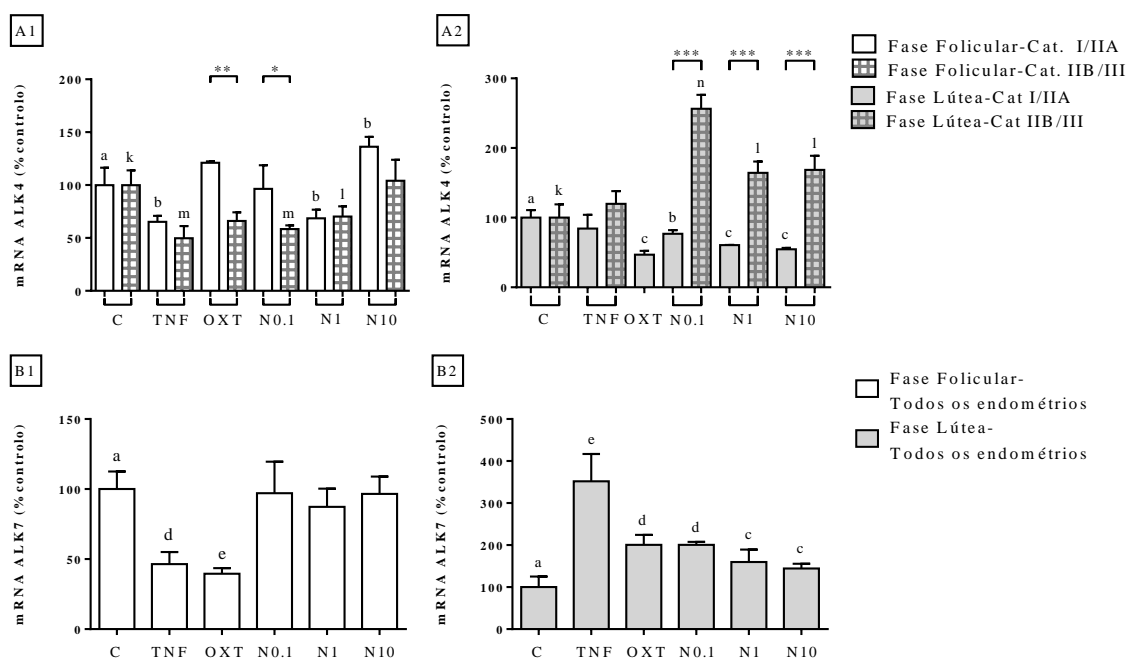 A1
mRNA ALK4 (% controlo)
200
150
100
50
0
a
k
b
m
**
*
m
b
l
b
C
TNF
OXT
N0.1
N1
N10
A2
mRNA ALK4 (% controlo)
300
200
100
0
a
k
c
b
***
n
c
***
l
c
***
l
C
TNF
OXT
N0.1
N1
N10
Fase Folicular-Cat. I/IIA
Fase Folicular-Cat. IIB/III
Fase Lútea-Cat I/IIA
Fase Lútea-Cat IIB/III
B1
mRNA ALK7 (% controlo)
150
100
50
0
a
d
e
C
TNF
OXT
N0.1
N1
N10
B2
mRNA ALK7 (% controlo)
500
400
300
200
100
0
a
e
d
d
c
c
C
TNF
OXT
N0.1
N1
N10
Fase Folicular-
Todos os endométrios
Fase Lútea-
Todos os endométrios